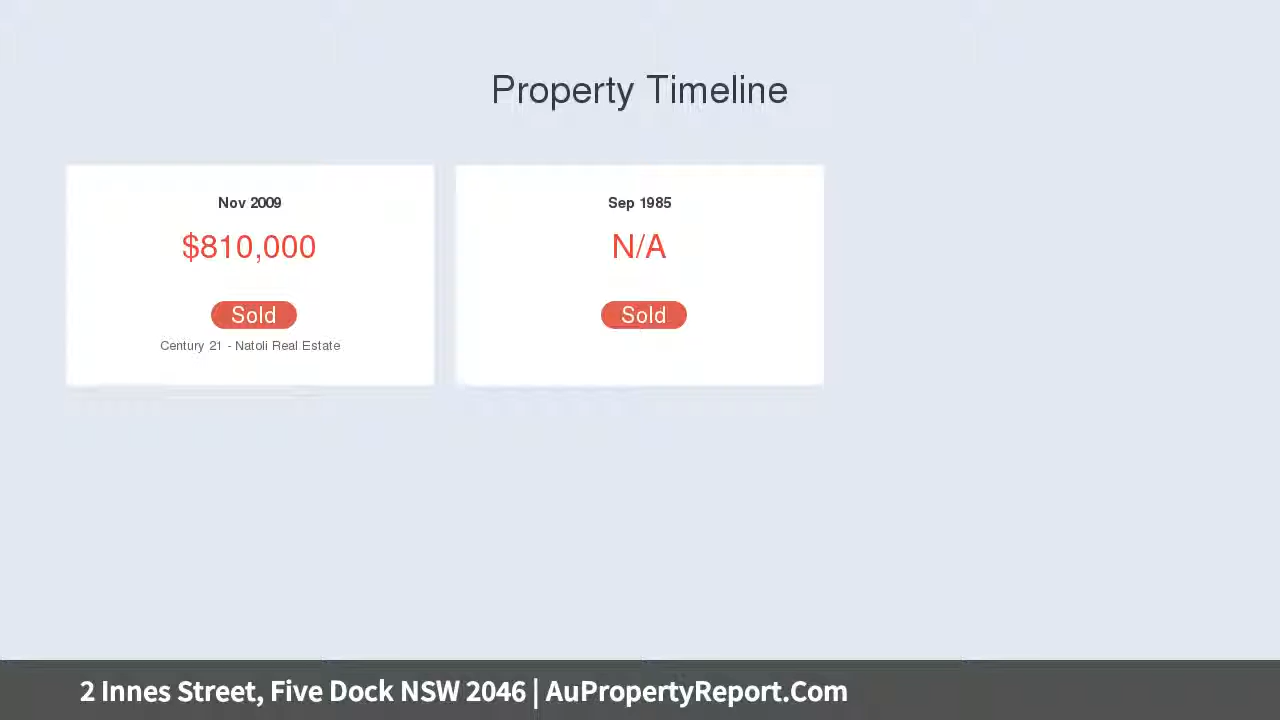 Property Timeline
Nov 2009
$810,000
Sold
Century 21 - Natoli Real Estate
Sep 1985
N/A
Sold
2 Innes Street, Five Dock NSW 2046 | AuPropertyReport.Com